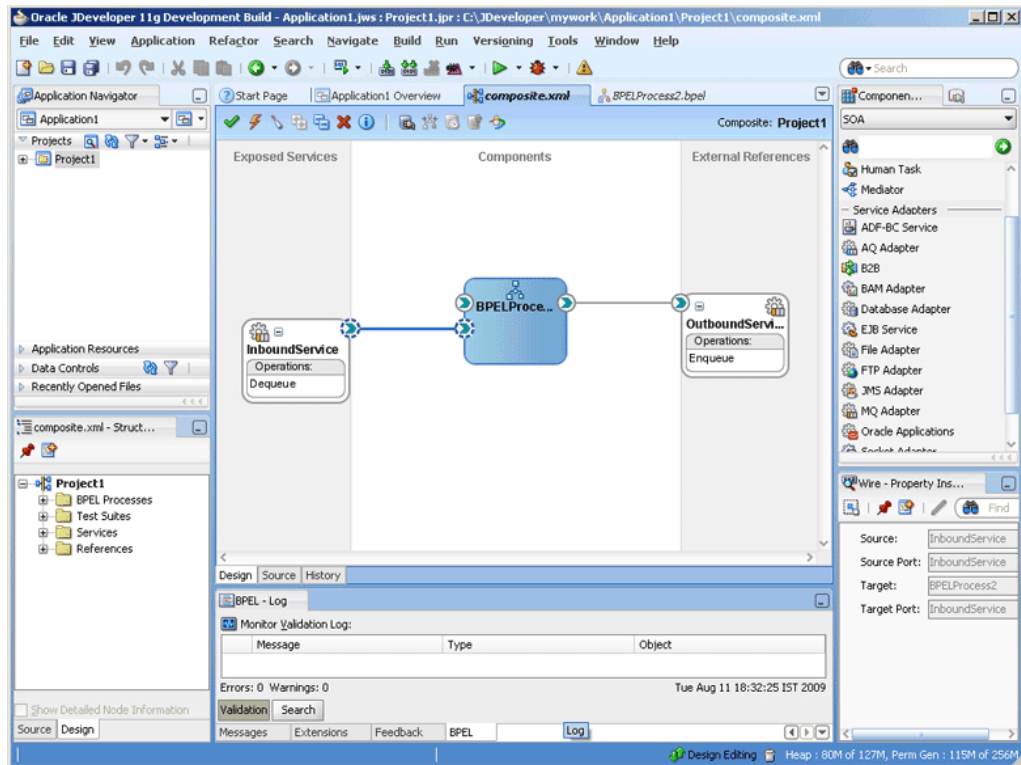 Oracle JDeveloper 11g Development Build - Application1.jws : Project1.jpr : C:\JDeveloper\mywork\Application1\Project1\composite.xml
File Edit View Application Refactor Search Navigate Build Run Versioning Tools Window Help
Search
Application Navigator
Application1
Projects
Project1
Application Resources
Data Controls
Recently Opened Files
composite.xml - Struct...
Project1
BPEL Processes
Test Suites
Services
References
Show Detailed Node Information
Source Design
Start Page Application1 Overview composite.xml BPELProcess2.bpel
Composite: Project1
Exposed Services Components External References
InboundService
Operations:
Dequeue
BPELProce...
OutboundServi...
Operations:
Enqueue
Design Source History
BPEL - Log
Monitor Validation Log:
Message Type Object
Errors: 0 Warnings: 0 Tue Aug 11 18:32:25 IST 2009
Validation Search
Messages Extensions Feedback BPEL Log
Componen...
SOA
Human Task
Mediator
Service Adapters
ADF-BC Service
AQ Adapter
B2B
BAM Adapter
Database Adapter
EJB Service
File Adapter
FTP Adapter
JMS Adapter
MQ Adapter
Oracle Applications
Socket Adapter
Wire - Property Ins...
Find
Source: InboundService
Source Port: InboundService
Target: BPELProcess2
Target Port: InboundService
Design Editing Heap : 80M of 127M, Perm Gen : 115M of 256M